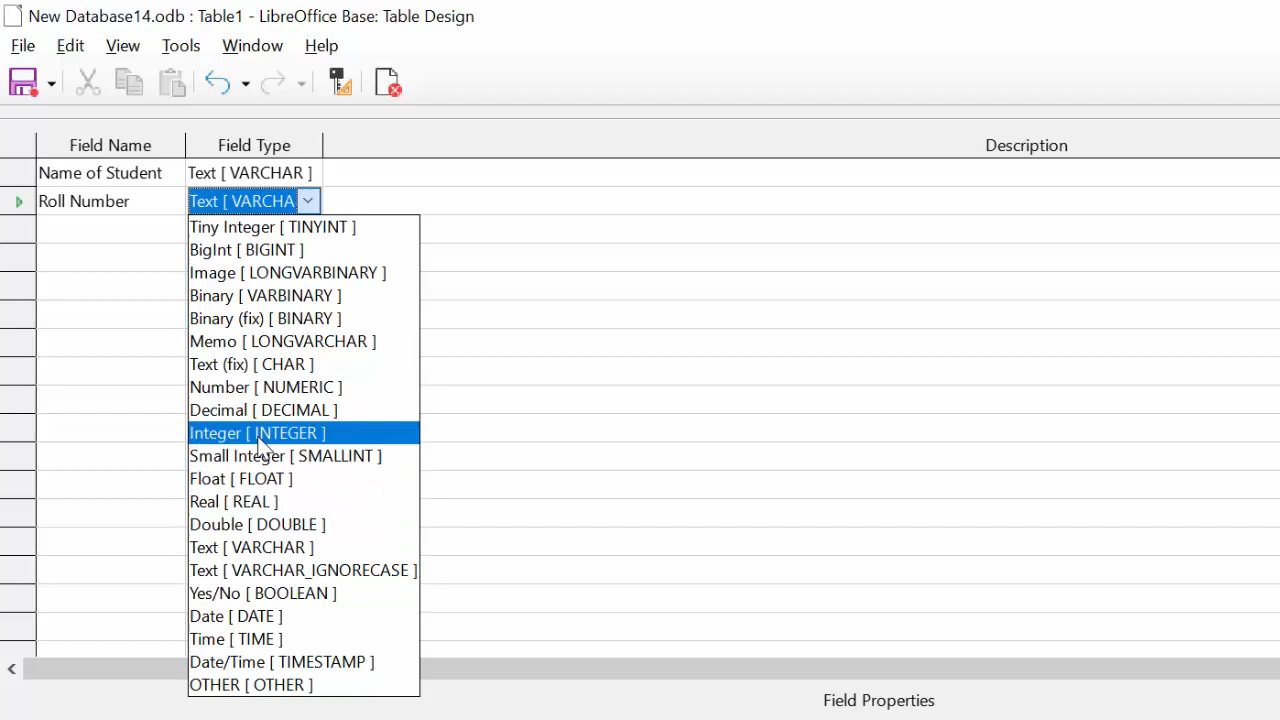 New Database14.odb : Table1 - LibreOffice Base: Table Design
File Edit View Tools Window Help
Field Name Field Type Description
Name of Student Text [ VARCHAR ]
Roll Number Text [ VARCHA
Tiny Integer [ TINYINT ]
BigInt [ BIGINT ]
Image [ LONGVARBINARY ]
Binary [ VARBINARY ]
Binary (fix) [ BINARY ]
Memo [ LONGVARCHAR ]
Text (fix) [ CHAR ]
Number [ NUMERIC ]
Decimal [ DECIMAL ]
Integer [ INTEGER ]
Small Integer [ SMALLINT ]
Float [ FLOAT ]
Real [ REAL ]
Double [ DOUBLE ]
Text [ VARCHAR ]
Text [ VARCHAR_IGNORECASE ]
Yes/No [ BOOLEAN ]
Date [ DATE ]
Time [ TIME ]
Date/Time [ TIMESTAMP ]
OTHER [ OTHER ]
Field Properties